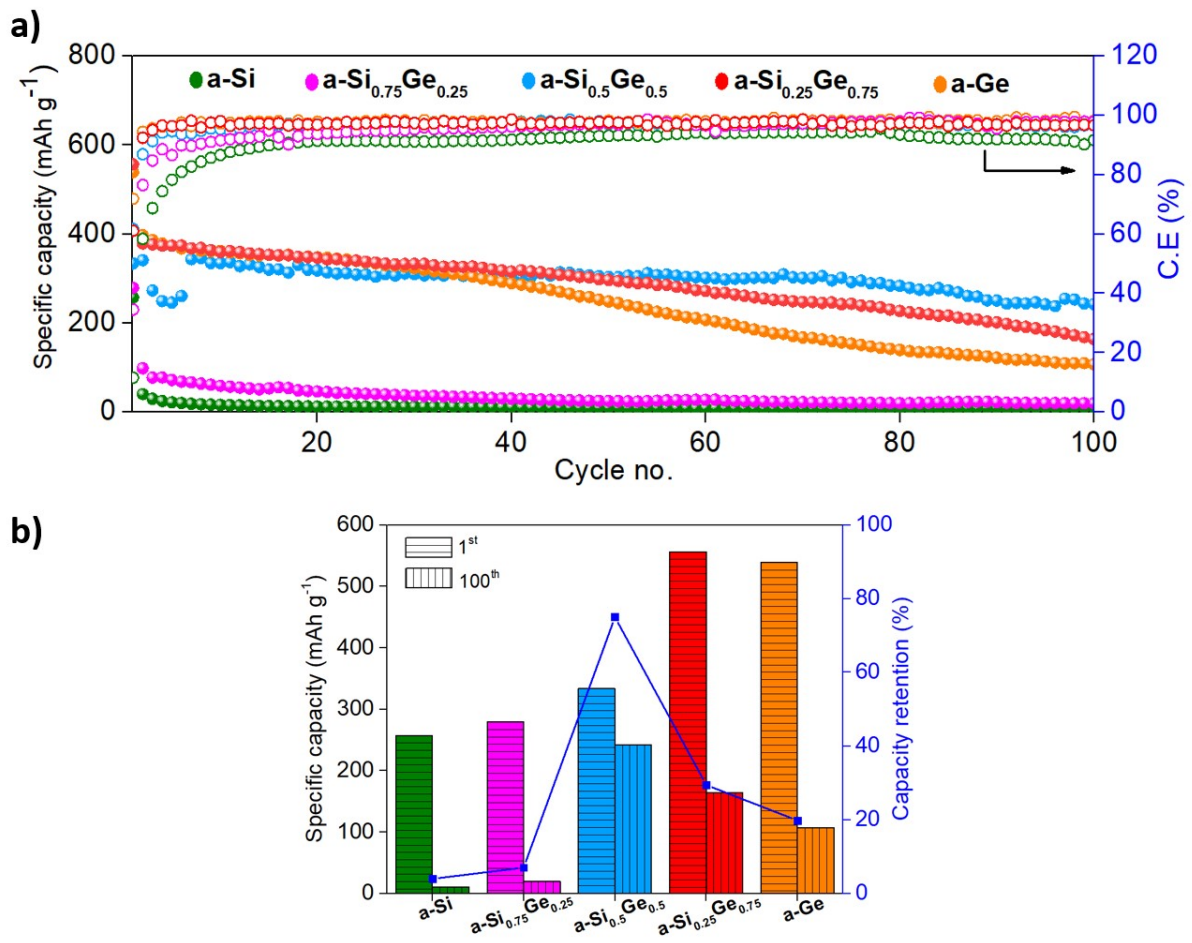 a)
800
600
400
200
0
Specific capacity (mAh g-1)
a-Si
a-Si0.75Ge0.25
a-Si0.5Ge0.5
a-Si0.25Ge0.75
a-Ge
120
100
80
60
40
20
0
C.E (%)
20
40
60
80
100
Cycle no.
b)
600
500
400
300
200
100
0
Specific capacity (mAh g-1)
1st
100th
100
80
60
40
20
0
Capacity retention (%)
a-Si
a-Si0.75Ge0.25
a-Si0.5Ge0.5
a-Si0.25Ge0.75
a-Ge